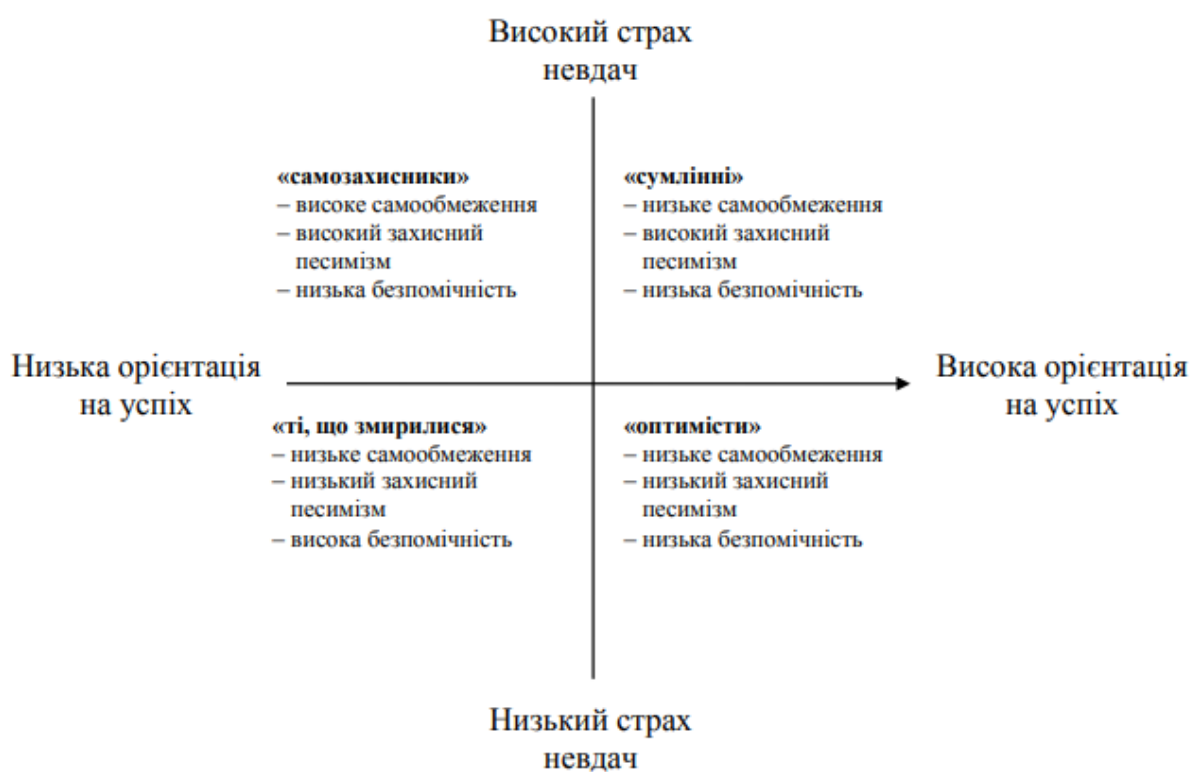 Високий страх
невдач
«самозахисники»
– високе самообмеження
– високий захисний
песимізм
– низька безпомічність
«сумлінні»
– низьке самообмеження
– високий захисний
песимізм
– низька безпомічність
Низька орієнтація
на успіх
Висока орієнтація
на успіх
«ті, що змирилися»
– низьке самообмеження
– низький захисний
песимізм
– висока безпомічність
«оптимісти»
– низьке самообмеження
– низький захисний
песимізм
– низька безпомічність
Низький страх
невдач